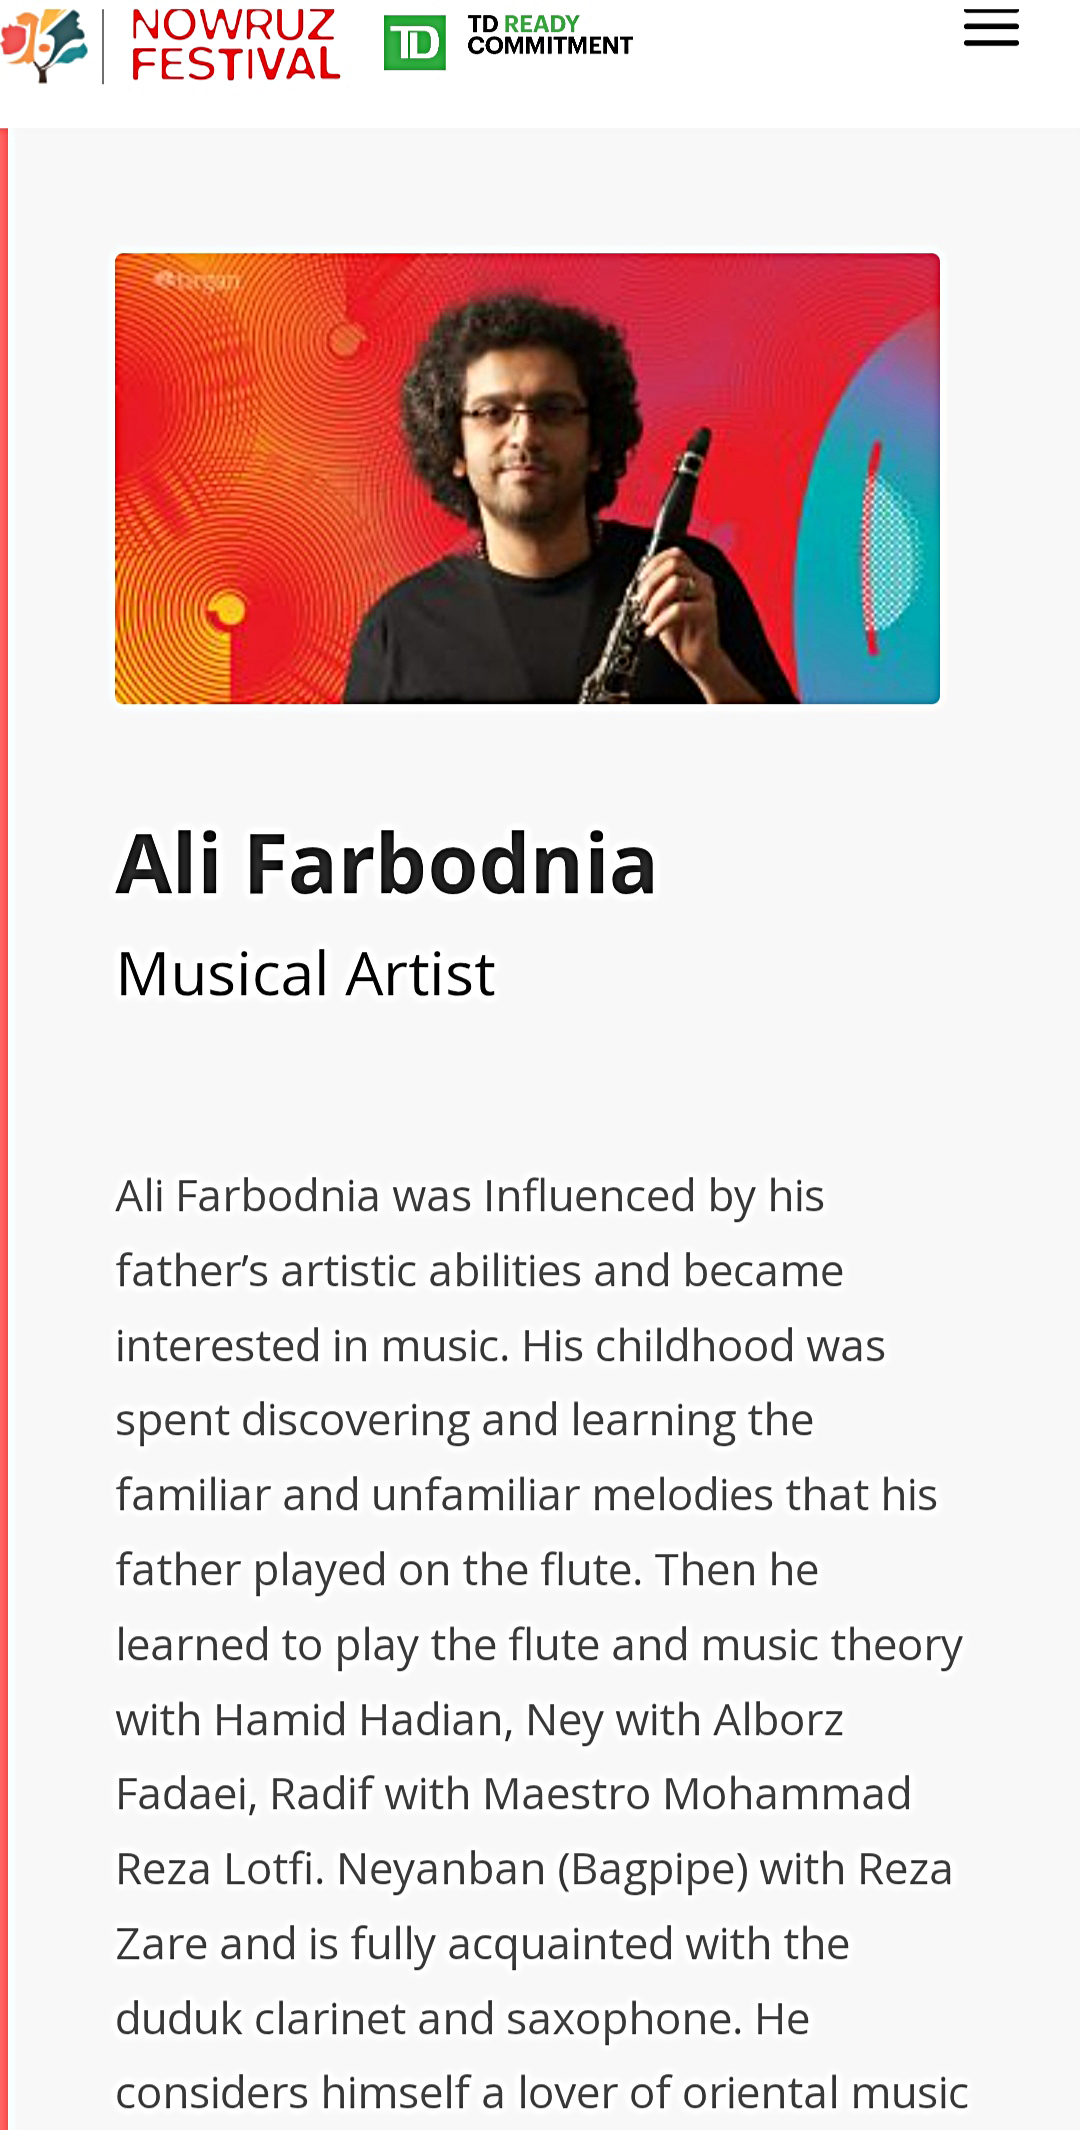 NOWRUZ
FESTIVAL
TD
TD READY
COMMITMENT
Ali Farbodnia
Musical Artist
Ali Farbodnia was Influenced by his
father’s artistic abilities and became
interested in music. His childhood was
spent discovering and learning the
familiar and unfamiliar melodies that his
father played on the flute. Then he
learned to play the flute and music theory
with Hamid Hadian, Ney with Alborz
Fadaei, Radif with Maestro Mohammad
Reza Lotfi. Neyanban (Bagpipe) with Reza
Zare and is fully acquainted with the
duduk clarinet and saxophone. He
considers himself a lover of oriental music